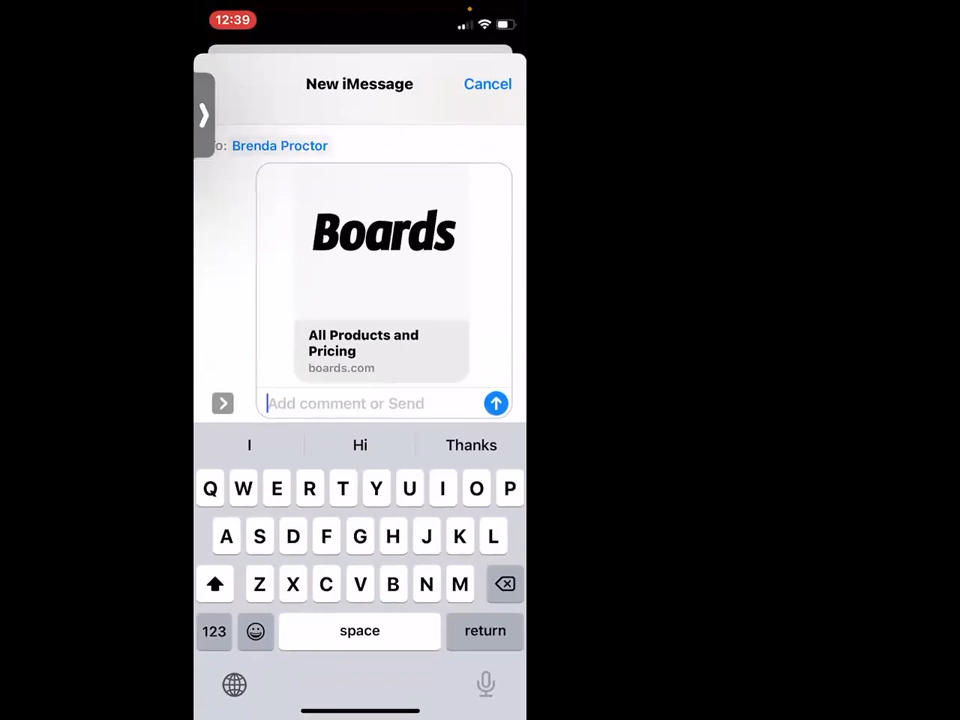 12:39
New iMessage
Cancel
o: Brenda Proctor
Boards
All Products and
Pricing
boards.com
Add comment or Send
I
Hi
Thanks
Q W E R T Y U I O P
A S D F G H J K L
Z X C V B N M
123
space
return